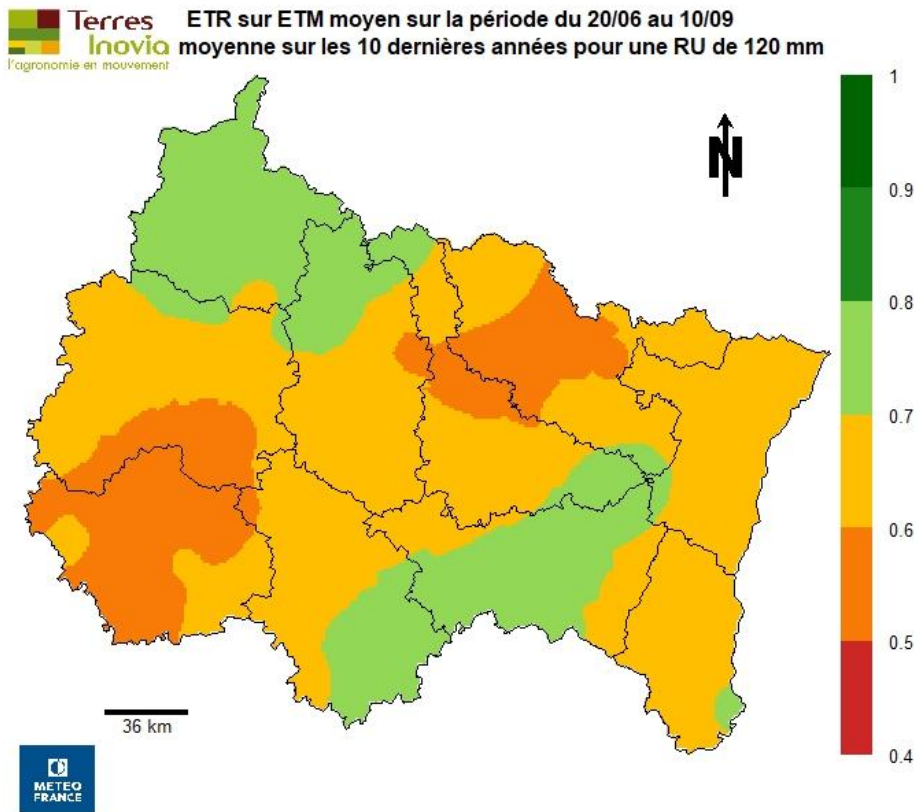 Terres
Inovia
l'agronomie en mouvement
ETR sur ETM moyen sur la période du 20/06 au 10/09
moyenne sur les 10 dernières années pour une RU de 120 mm
N
1
0.9
0.8
0.7
0.6
0.5
0.4
36 km
METEO
FRANCE